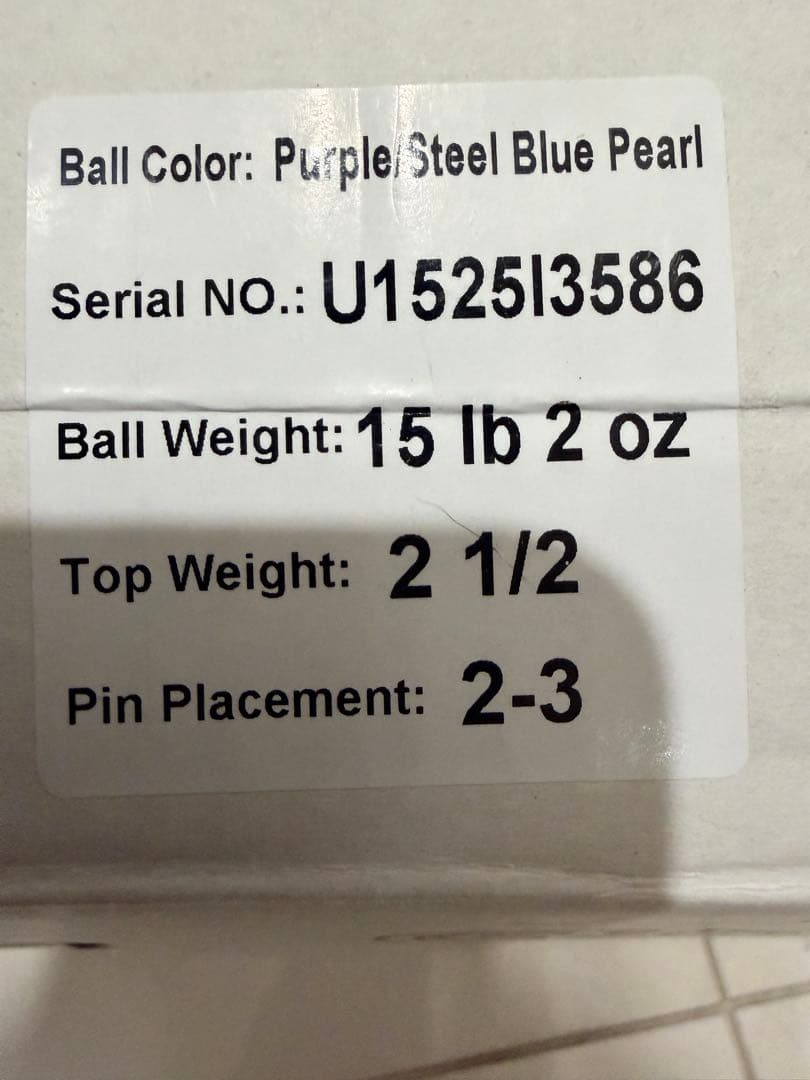 Ball Color: Purple/Steel Blue Pearl
Serial NO.: U1525I3586
Ball Weight: 15 lb 2 oz
Top Weight: 2 1/2
Pin Placement: 2-3